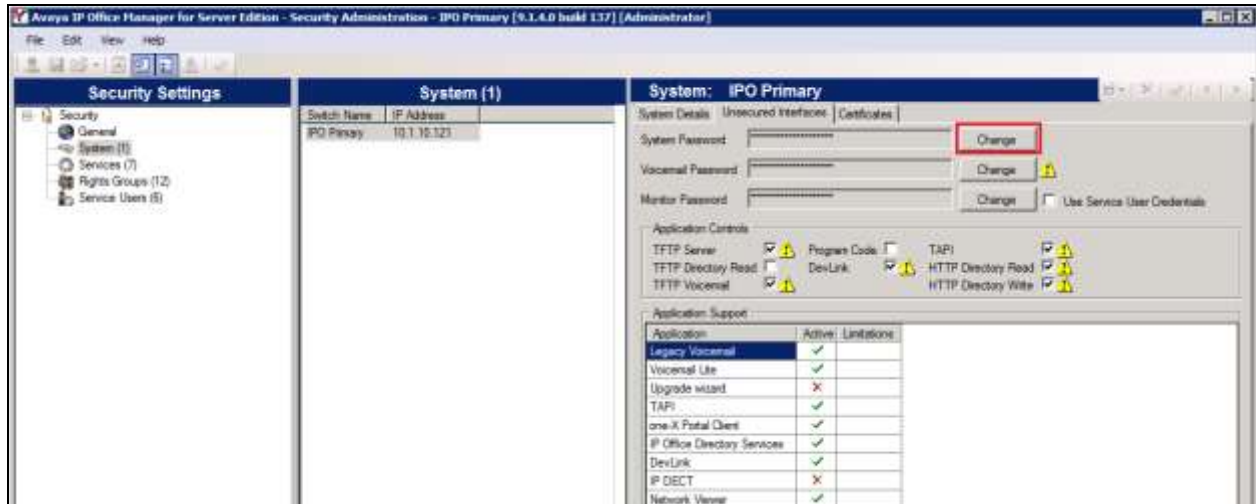 Avaya IP Office Manager for Server Edition - Security Administration - IPO Primary [9.1.4.0 build 137] [Administrator]
File Edit View Help
Security Settings
Security
General
System (1)
Services (7)
Rights Groups (12)
Service Users (6)
System (1)
Switch Name IP Address
IPO Primary 10.1.10.121
System: IPO Primary
System Details Unsecured Interfaces Certificates
System Password Change
Voicemail Password Change
Monitor Password Change Use Service User Credentials
Application Controls
TFTP Server Program Code TAPI
TFTP Directory Read DevLink HTTP Directory Read
TFTP Voicemail HTTP Directory Write
Application Support
Application Active Limitations
Legacy Voicemail
Voicemail Lite
Upgrade wizard
TAPI
one-X Portal Client
IP Office Directory Services
DevLink
IP DECT
Network Viewer